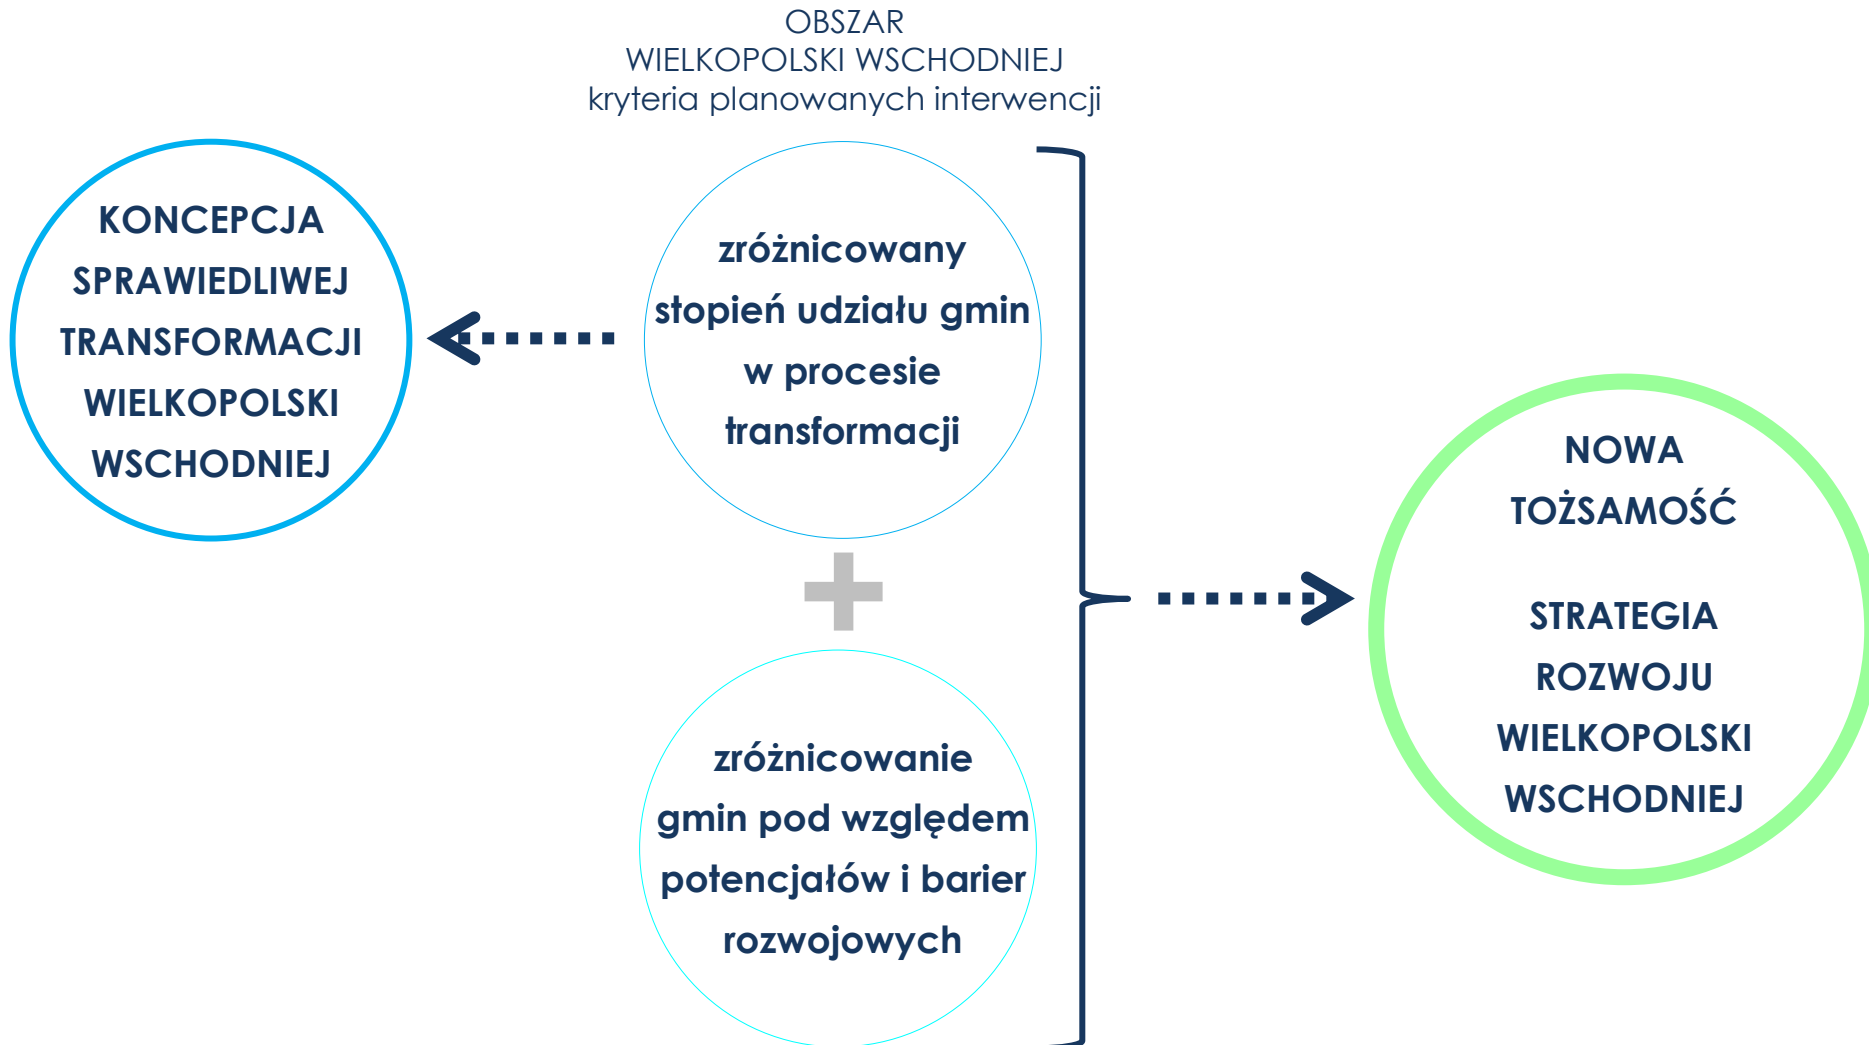 OBSZAR
WIELKOPOLSKI WSCHODNIEJ
kryteria planowanych interwencji
KONCEPCJA
SPRAWIEDLIWEJ
TRANSFORMACJI
WIELKOPOLSKI
WSCHODNIEJ
zróżnicowany
stopień udziału gmin
w procesie
transformacji
zróżnicowanie
gmin pod względem
potencjałów i barier
rozwojowych
NOWA
TOŻSAMOŚĆ
STRATEGIA
ROZWOJU
WIELKOPOLSKI
WSCHODNIEJ